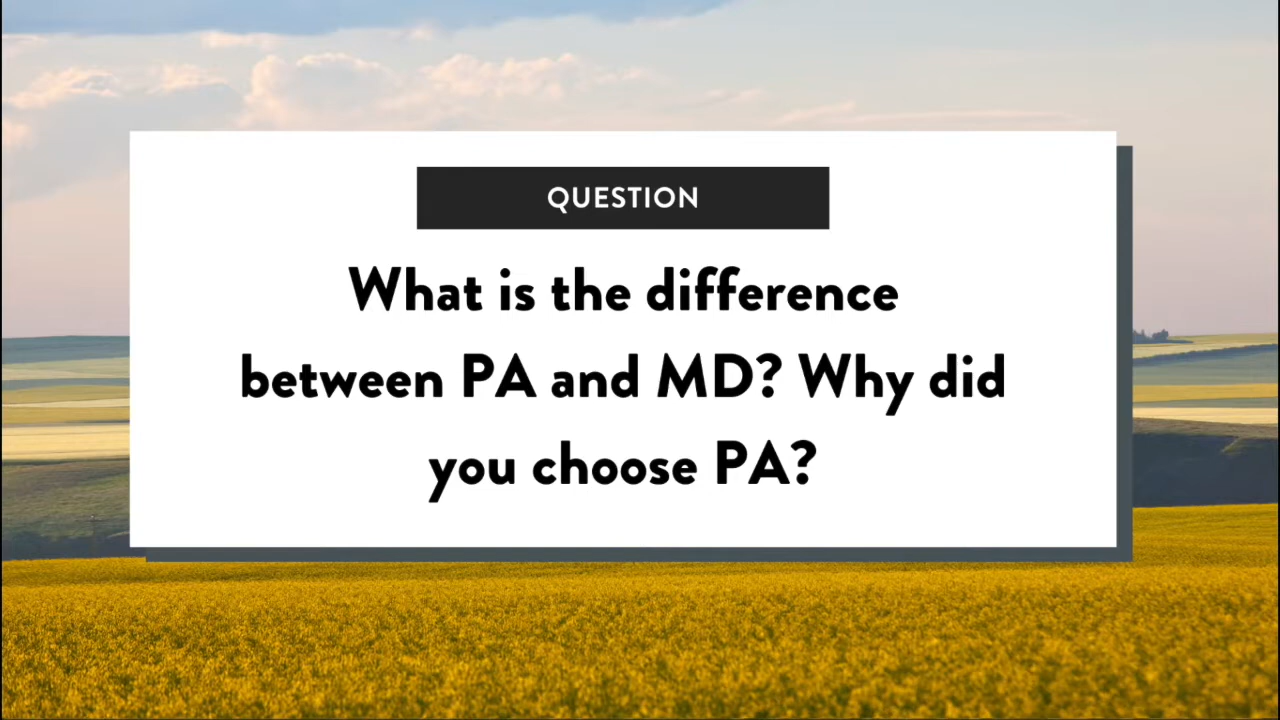 QUESTION
What is the difference
between PA and MD? Why did
you choose PA?